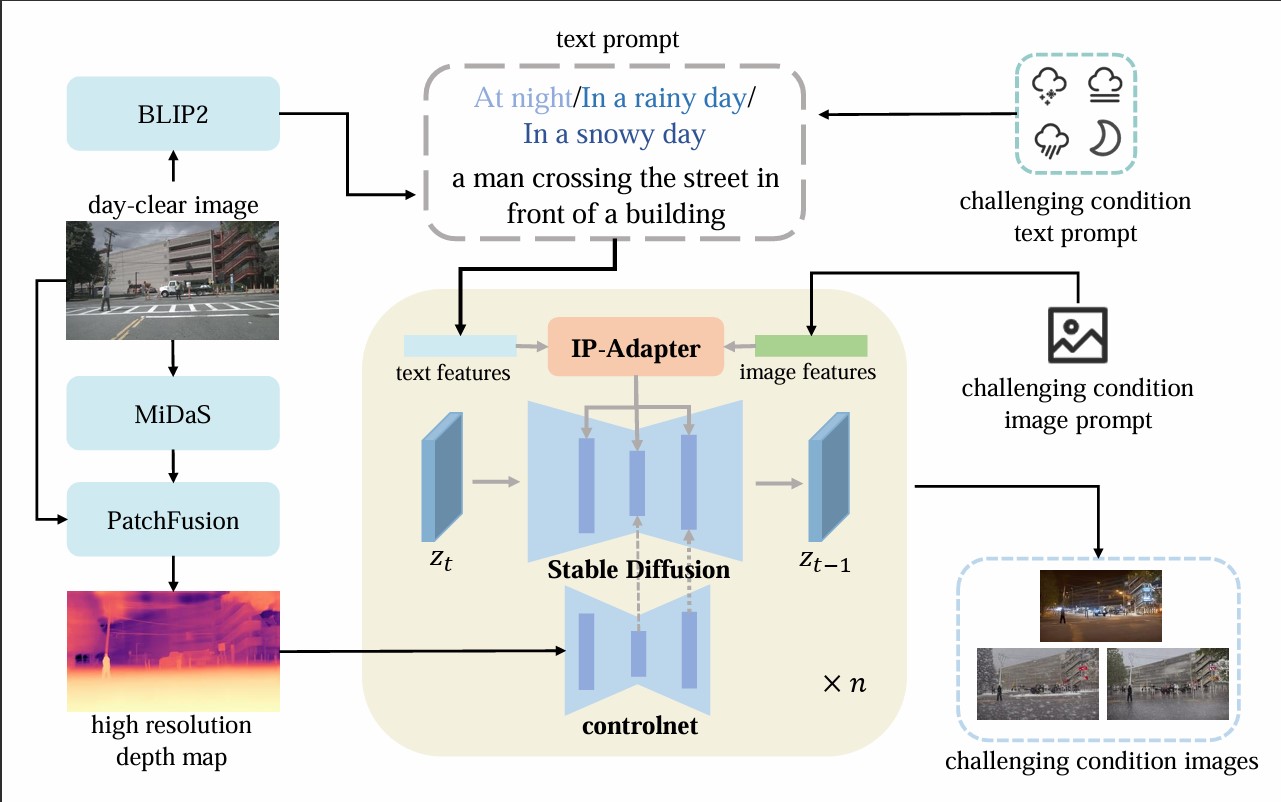 text prompt
At night/In a rainy day/
In a snowy day
a man crossing the street in
front of a building
BLIP2
day-clear image
MiDaS
PatchFusion
high resolution
depth map
challenging condition
text prompt
challenging condition
image prompt
text features
IP-Adapter
image features
z_t
Stable Diffusion
z_{t-1}
controlnet
× n
challenging condition images